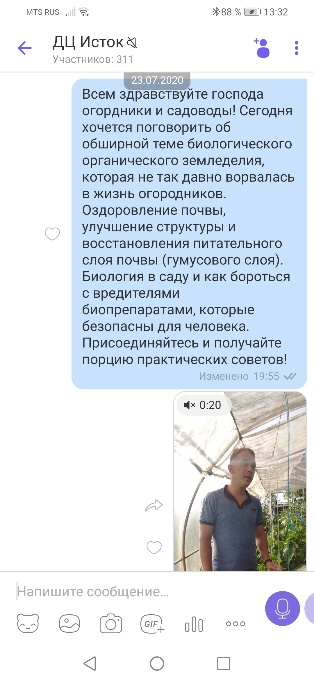 MTS RUS 88 % 13:32
ДЦ Исток
Участников: 311
23.07.2020
Всем здравствуйте господа
огордники и садоводы! Сегодня
хочется поговорить об
обширной теме биологического
органического земледелия,
которая не так давно ворвалась
в жизнь огородников.
Оздоровление почвы,
улучшение структуры и
восстановления питательного
слоя почвы (гумусового слоя).
Биология в саду и как бороться
с вредителями
биопрепаратами, которые
безопасны для человека.
Присоединяйтесь и получайте
порцию практических советов!
Изменено 19:55
0:20
Напишите сообщение...
GIF